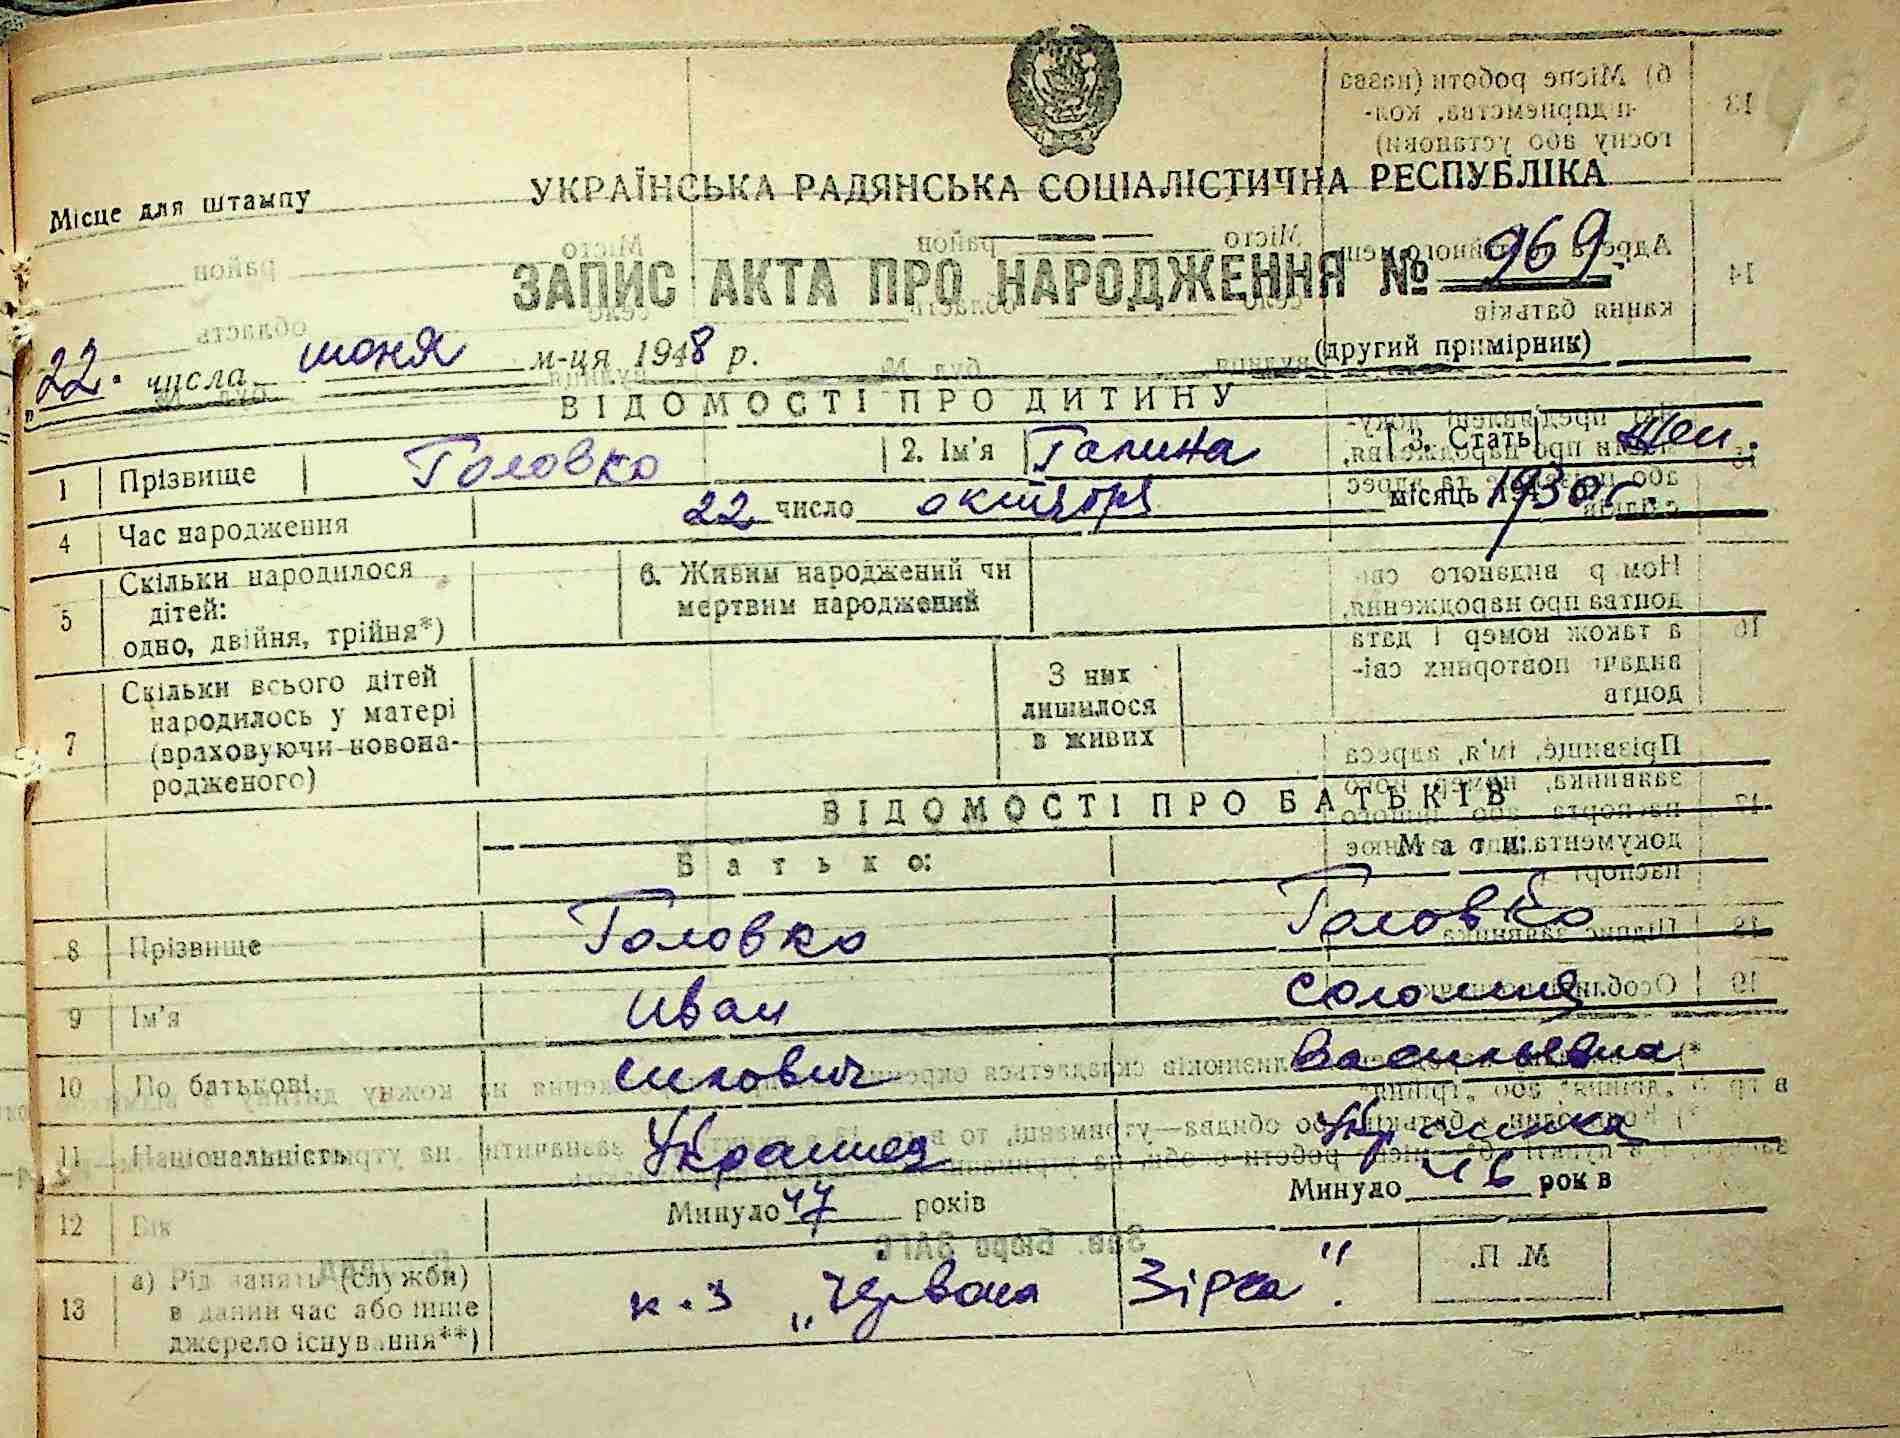 УКРАЇНСЬКА РАДЯНСЬКА СОЦІАЛІСТИЧНА РЕСПУБЛІКА
Місце для штампу
ЗАПИС АКТА ПРО НАРОДЖЕННЯ № 969.
(другий примірник)
"22" числа июня м-ця 1948 р.
ВІДОМОСТІ ПРО ДИТИНУ
1 Прізвище Головко 2. Ім'я Галина 3. Стать Жен.
4 Час народження 22 число октября місяць 1930 г.
5 Скільки народилося дітей: одно, двійня, трійня*) 6. Живим народжений чи мертвим народжений
7 Скільки всього дітей народилось у матері (враховуючи новонародженого) З них лишилося в живих
ВІДОМОСТІ ПРО БАТЬКІВ
Батько: Мати:
8 Прізвище Головко Головко
9 Ім'я Иван Соломия
10 По батькові Васильевна
11 Національність Украинец Украинка
12 Вік Минуло 47 років Минуло 46 років
13 а) Рід занять (служби) в даний час або інше джерело існування**) к-з „Червона Зірка".